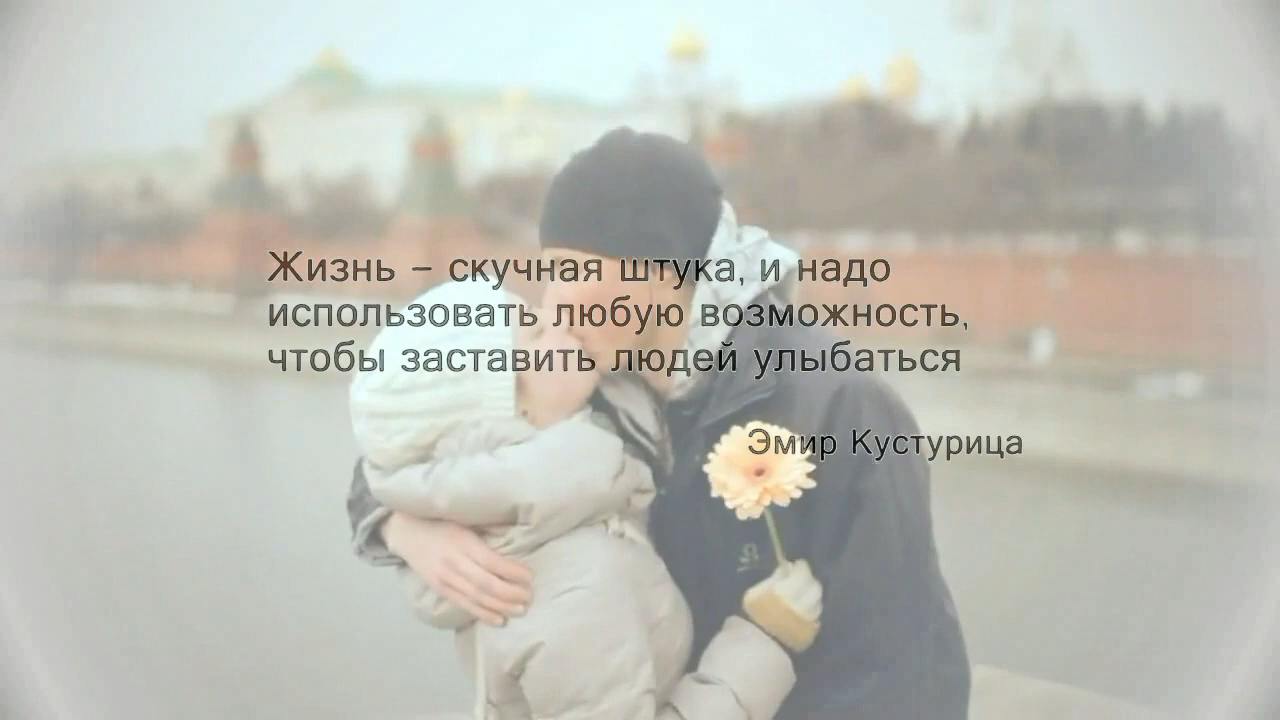 Жизнь – скучная штука, и надо
использовать любую возможность,
чтобы заставить людей улыбаться
Эмир Кустурица